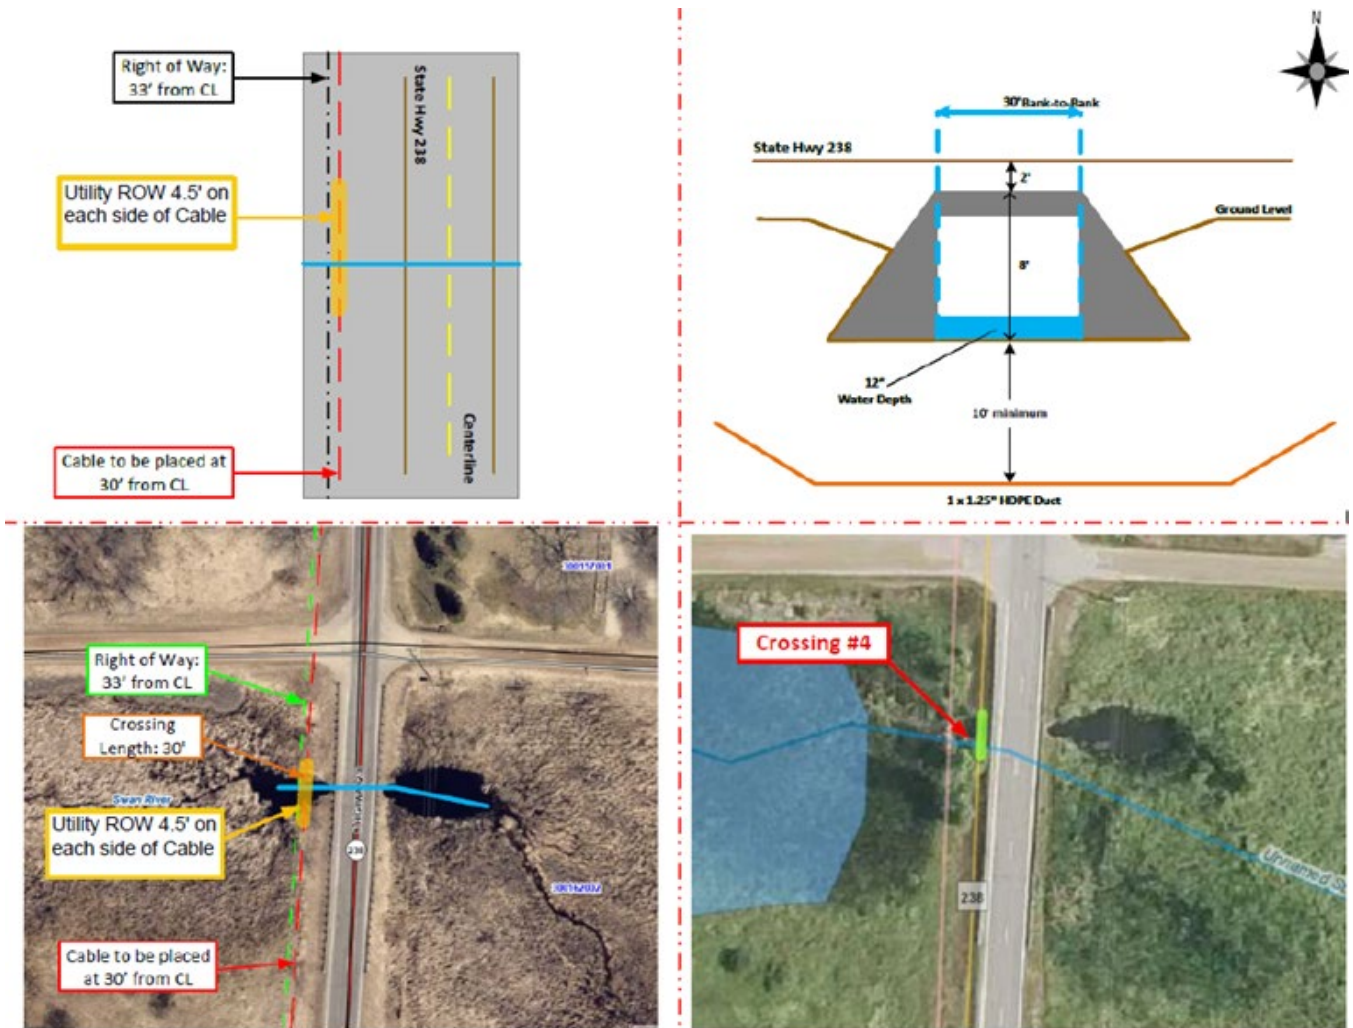 Right of Way:
33' from CL
State Hwy 238
Utility ROW 4.5' on
each side of Cable
Centerline
Cable to be placed at
30' from CL
N
30' Bank-to-Bank
State Hwy 238
2'
Ground Level
8'
12"
Water Depth
10' minimum
1 x 1.25" HDPE Duct
Right of Way:
33' from CL
Crossing
Length: 30'
Swan River
Utility ROW 4.5' on
each side of Cable
238
300162002
Cable to be placed
at 30' from CL
Crossing #4
238